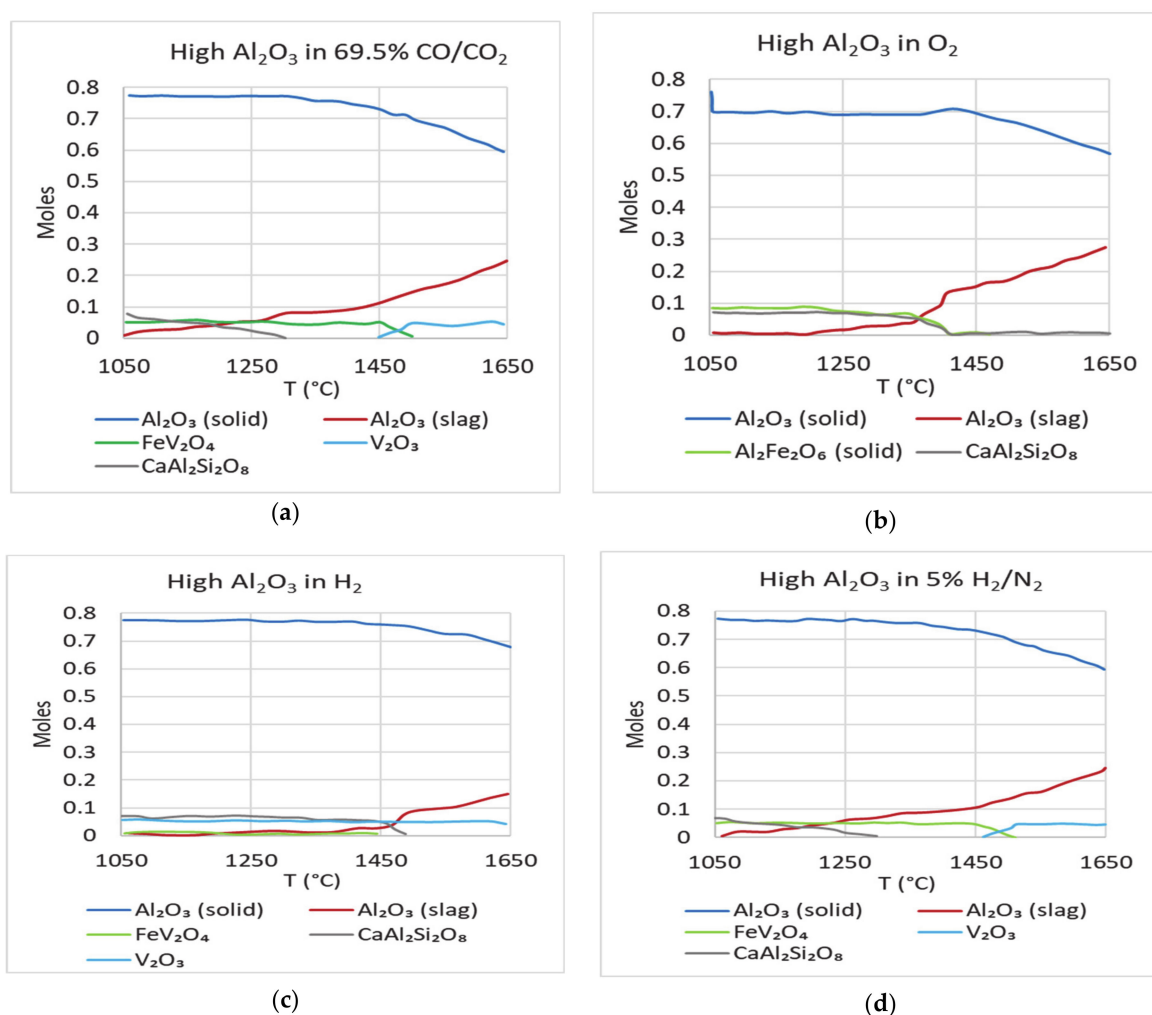 High Al₂O₃ in 69.5% CO/CO₂
0.8
0.7
0.6
0.5
0.4
0.3
0.2
0.1
0
Moles
1050 1250 1450 1650
T (°C)
Al₂O₃ (solid) Al₂O₃ (slag)
FeV₂O₄ V₂O₃
CaAl₂Si₂O₈
(a)
High Al₂O₃ in O₂
0.8
0.7
0.6
0.5
0.4
0.3
0.2
0.1
0
Moles
1050 1250 1450 1650
T (°C)
Al₂O₃ (solid) Al₂O₃ (slag)
Al₂Fe₂O₆ (solid) CaAl₂Si₂O₈
(b)
High Al₂O₃ in H₂
0.8
0.7
0.6
0.5
0.4
0.3
0.2
0.1
0
Moles
1050 1250 1450 1650
T (°C)
Al₂O₃ (solid) Al₂O₃ (slag)
FeV₂O₄ CaAl₂Si₂O₈
V₂O₃
(c)
High Al₂O₃ in 5% H₂/N₂
0.8
0.7
0.6
0.5
0.4
0.3
0.2
0.1
0
Moles
1050 1250 1450 1650
T (°C)
Al₂O₃ (solid) Al₂O₃ (slag)
FeV₂O₄ V₂O₃
CaAl₂Si₂O₈
(d)